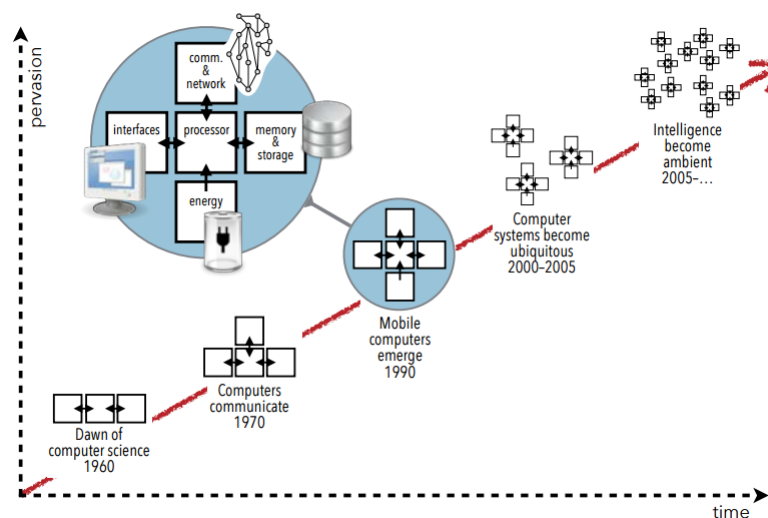 pervasion
comm.
&
network
interfaces
processor
memory
&
storage
energy
Intelligence
become
ambient
2005–...
Computer
systems become
ubiquitous
2000–2005
Mobile
computers
emerge
1990
Computers
communicate
1970
Dawn of
computer science
1960
time